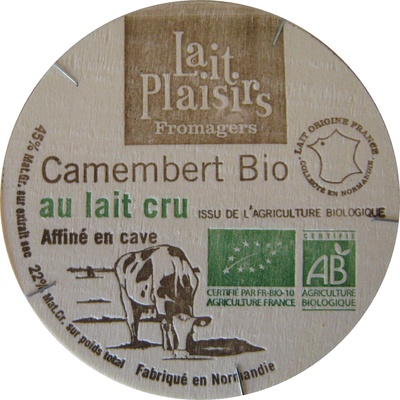 Lait
Plaisirs
Fromagers
LAIT ORIGINE FRANCE
COLLECTÉ EN NORMANDIE
Camembert Bio
au lait cru
ISSU DE L'AGRICULTURE BIOLOGIQUE
Affiné en cave
CERTIFIÉ PAR FR-BIO-10
AGRICULTURE FRANCE
CERTIFIÉ
AB
AGRICULTURE
BIOLOGIQUE
45% Mat.Gr. sur extrait sec 22% Mat.Gr. sur poids total
Fabriqué en Normandie